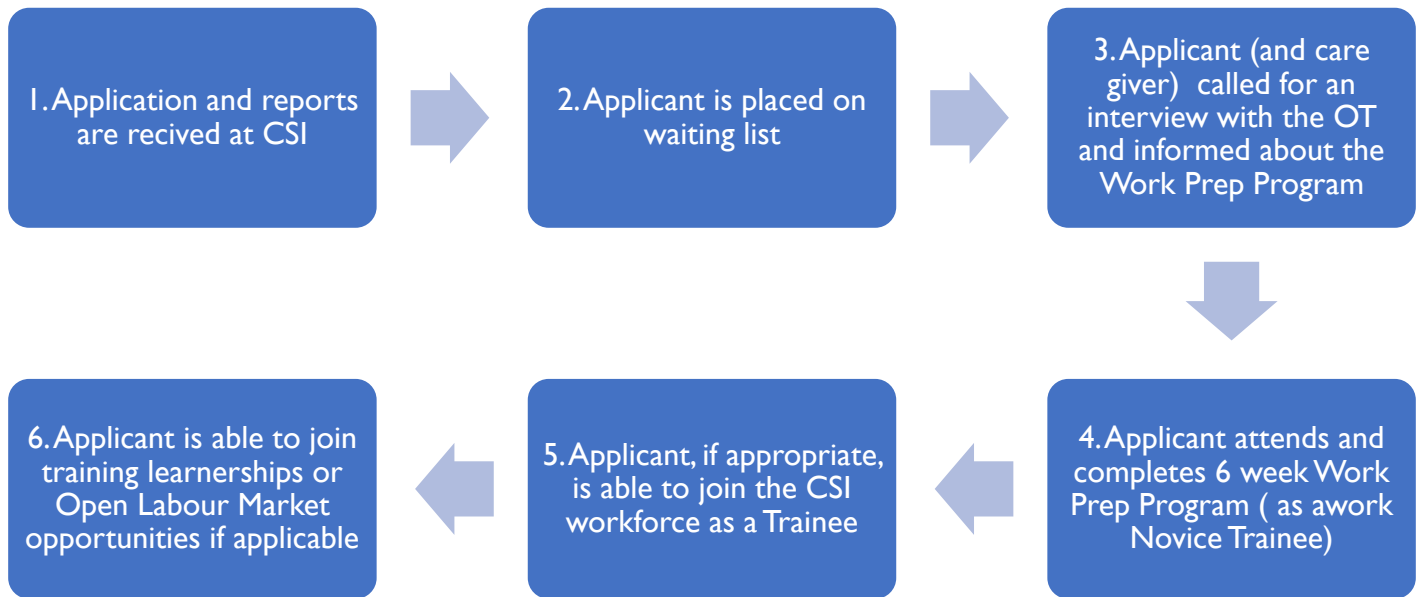 1. Application and reports
are recived at CSI
2. Applicant is placed on
waiting list
3. Applicant (and care
giver) called for an
interview with the OT
and informed about the
Work Prep Program
4. Applicant attends and
completes 6 week Work
Prep Program ( as awork
Novice Trainee)
5. Applicant, if appropriate,
is able to join the CSI
workforce as a Trainee
6. Applicant is able to join
training learnerships or
Open Labour Market
opportunities if applicable